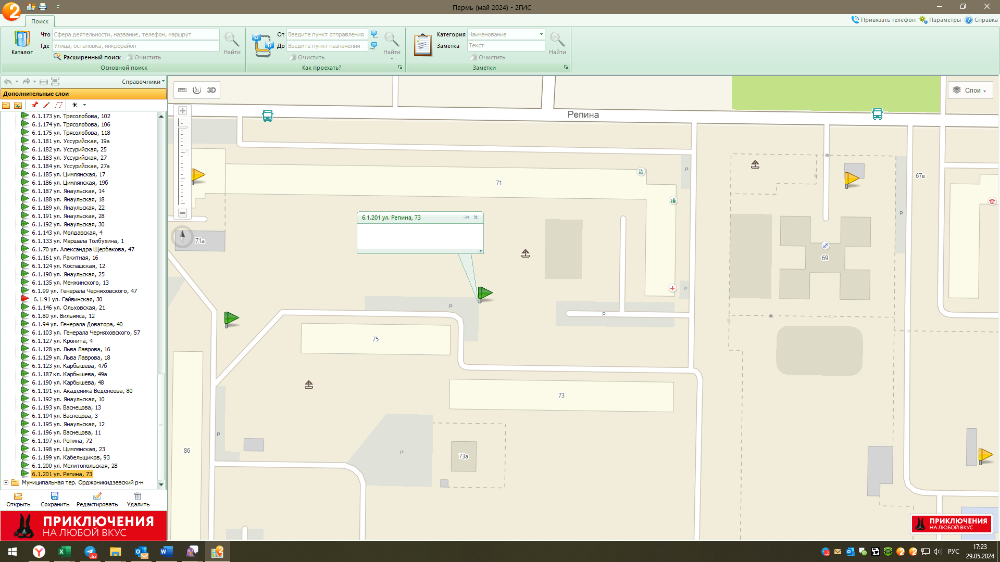 Пермь (май 2024) - 2ГИС
Поиск
Привязать телефон
Параметры
Справка
Каталог
Что
Сфера деятельности, название, телефон, маршрут
Где
Улица, остановка, микрорайон
Расширенный поиск
Очистить
Найти
Основной поиск
От
Введите пункт отправления
До
Введите пункт назначения
Очистить
Найти
Как проехать?
Категория
Наименование
Заметка
Текст
Очистить
Найти
Заметки
Справочники
Дополнительные слои
6.1.173 ул. Трясолобова, 102
6.1.174 ул. Трясолобова, 106
6.1.175 ул. Трясолобова, 118
6.1.181 ул. Уссурийская, 19а
6.1.182 ул. Уссурийская, 25
6.1.183 ул. Уссурийская, 27
6.1.184 ул. Уссурийская, 27а
6.1.185 ул. Цимлянская, 17
6.1.186 ул. Цимлянская, 19б
6.1.187 ул. Янаульская, 14
6.1.188 ул. Янаульская, 18
6.1.189 ул. Янаульская, 22
6.1.191 ул. Янаульская, 28
6.1.192 ул. Янаульская, 30
6.1.143 ул. Молдавская, 4
6.1.133 ул. Маршала Толбухина, 1
6.1.70 ул. Александра Щербакова, 47
6.1.161 ул. Ракитная, 16
6.1.124 ул. Коспашская, 12
6.1.190 ул. Янаульская, 25
6.1.135 ул. Менжинского, 13
6.1.99 ул. Генерала Черняховского, 47
6.1.91 ул. Гайвинская, 30
6.1.146 ул. Ольховская, 21
6.1.80 ул. Вильямса, 12
6.1.94 ул. Генерала Доватора, 40
6.1.103 ул. Генерала Черняховского, 57
6.1.127 ул. Кронита, 4
6.1.128 ул. Льва Лаврова, 16
6.1.129 ул. Льва Лаврова, 18
6.1.123 ул. Карбышева, 47б
6.1.187 кл. Карбышева, 49а
6.1.190 ул. Карбышева, 48
6.1.191 ул. Академика Веденеева, 80
6.1.192 ул. Янаульская, 10
6.1.193 ул. Васнецова, 13
6.1.194 ул. Васнецова, 3
6.1.195 ул. Янаульская, 12
6.1.196 ул. Васнецова, 11
6.1.197 ул. Репина, 72
6.1.198 ул. Цимлянская, 23
6.1.199 ул. Кабельщиков, 93
6.1.200 ул. Мелитопольская, 28
6.1.201 ул. Репина, 73
Муниципальная тер. Орджоникидзевский р-н
Открыть
Сохранить
Редактировать
Удалить
ПРИКЛЮЧЕНИЯ
НА ЛЮБОЙ ВКУС
3D
Слои
Репина
P
71
67в
P
6.1.201 ул. Репина, 73
71а
69
P
P
P
75
73
P
86
P
73а
ПРИКЛЮЧЕНИЯ
НА ЛЮБОЙ ВКУС
62
РУС
17:23
29.05.2024